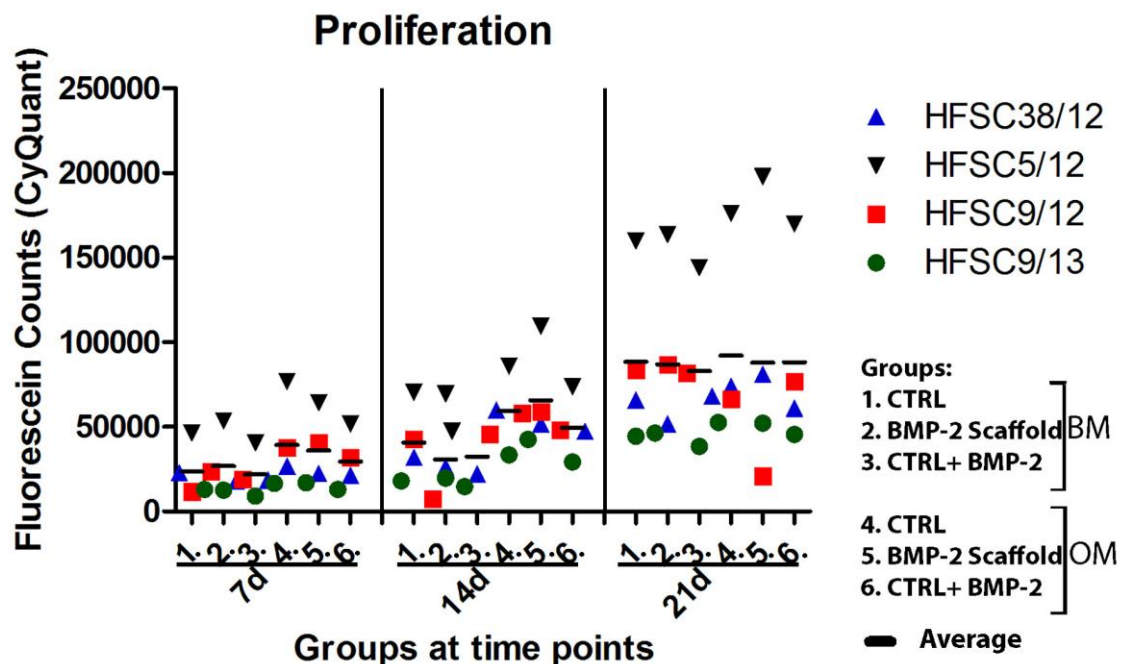 Proliferation
Fluorescein Counts (CyQuant)
250000
200000
150000
100000
50000
0
1. 2. 3. 4. 5. 6. 1. 2. 3. 4. 5. 6. 1. 2. 3. 4. 5. 6.
7d 14d 21d
Groups at time points
HFSC38/12
HFSC5/12
HFSC9/12
HFSC9/13
Groups:
1. CTRL
2. BMP-2 Scaffold BM
3. CTRL+ BMP-2
4. CTRL
5. BMP-2 Scaffold OM
6. CTRL+ BMP-2
Average